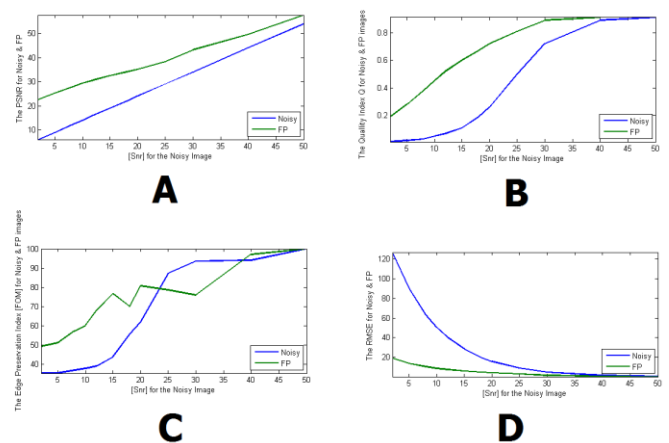 The PSNR for Noisy & FP
50
40
30
20
10
5 10 15 20 25 30 35 40 45 50
[Snr] for the Noisy Image
Noisy
FP
A
The Quallity Index Q for Noisy & FP images
0.8
0.6
0.4
0.2
5 10 15 20 25 30 35 40 45 50
[Snr] for the Noisy Image
Noisy
FP
B
The Edge Preservation Index [FOM] for Noisy & FP images
100
90
80
70
60
50
40
5 10 15 20 25 30 35 40 45 50
[Snr] for the Noisy Image
Noisy
FP
C
The RMSE for Noisy & FP
120
100
80
60
40
20
5 10 15 20 25 30 35 40 45 50
[Snr] for the Noisy Image
Noisy
FP
D